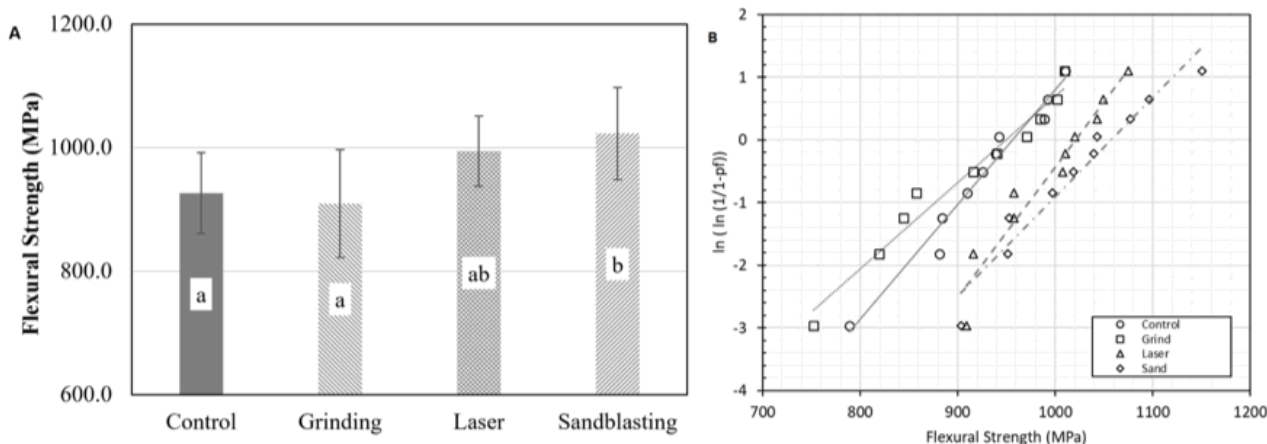 A
1200.0
1000.0
800.0
600.0
Flexural Strength (MPa)
a
a
ab
b
Control
Grinding
Laser
Sandblasting
B
2
1
0
-1
-2
-3
-4
ln ( ln (1/1-pf))
700
800
900
1000
1100
1200
Flexural Strength (MPa)
Control
Grind
Laser
Sand